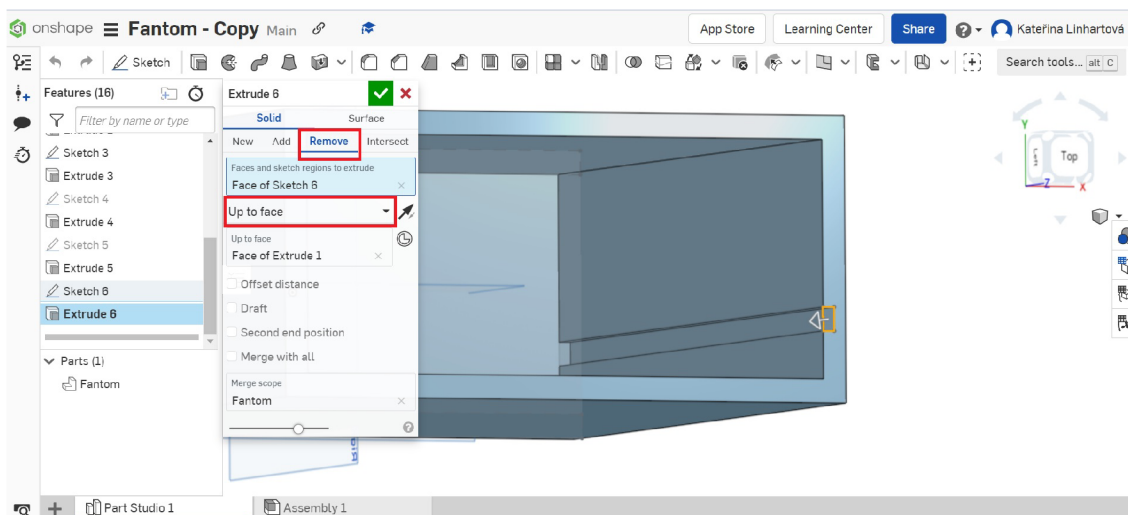 onshape Fantom - Copy Main App Store Learning Center Share Kateřina Linhartová
Sketch Search tools... alt C
Features (16)
Filter by name or type
Sketch 3
Extrude 3
Sketch 4
Extrude 4
Sketch 5
Extrude 5
Sketch 6
Extrude 6
Parts (1)
Fantom
Extrude 6
Solid Surface
New Add Remove Intersect
Faces and sketch regions to extrude
Face of Sketch 6
Up to face
Up to face
Face of Extrude 1
Offset distance
Draft
Second end position
Merge with all
Merge scope
Fantom
Y
Left
Top
Z
X
Part Studio 1 Assembly 1